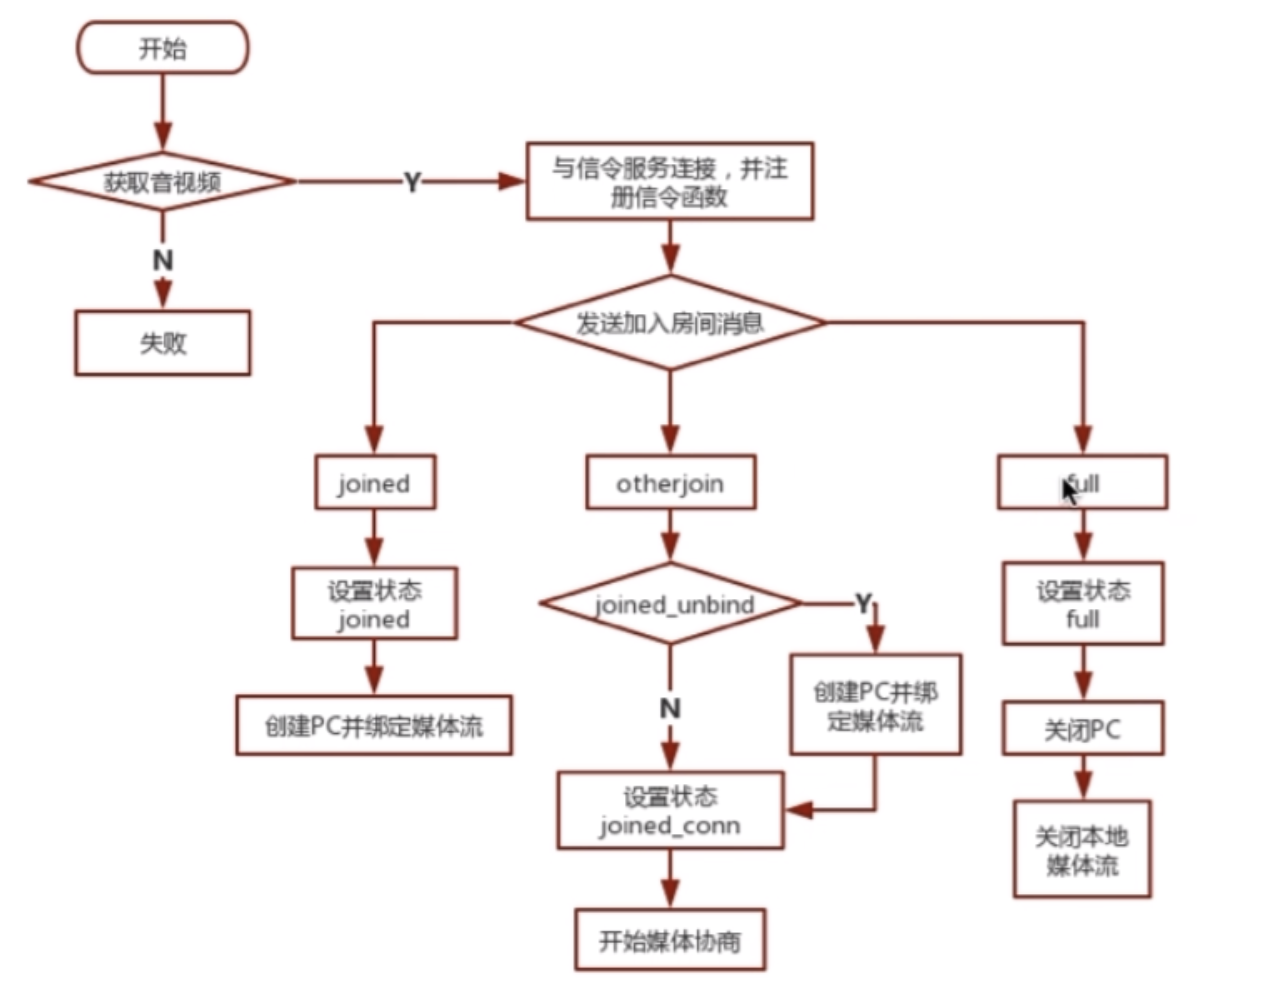 开始
获取音视频
Y
与信令服务连接，并注
册信令函数
N
失败
发送加入房间消息
joined
otherjoin
full
设置状态
joined
joined_unbind
Y
设置状态
full
创建PC并绑定媒体流
N
创建PC并绑
定媒体流
关闭PC
设置状态
joined_conn
关闭本地
媒体流
开始媒体协商